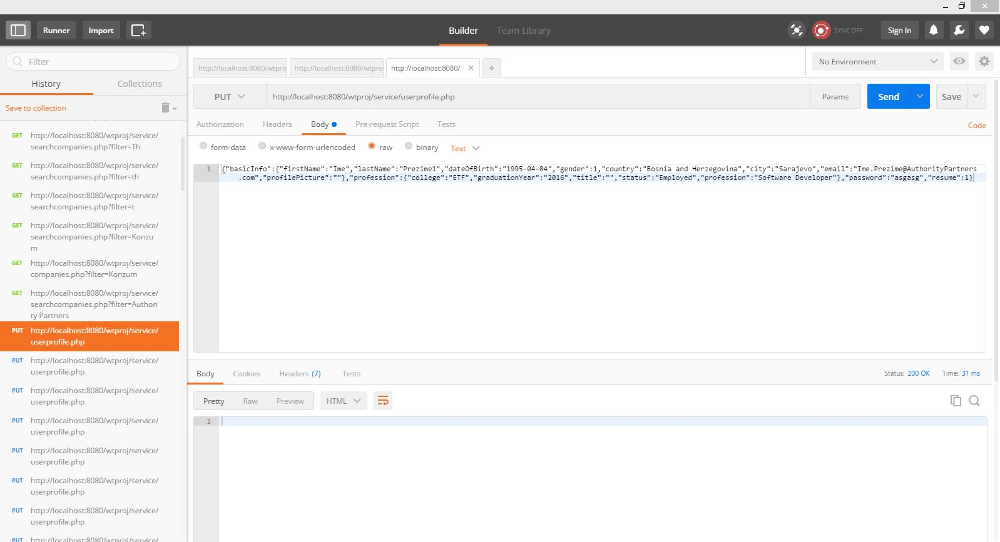 Runner
Import
Builder
Team Library
SYNC OFF
Sign In
Filter
History
Collections
Save to collection
GET http://localhost:8080/wtproj/service/
searchcompanies.php?filter=Th
GET http://localhost:8080/wtproj/service/
searchcompanies.php?filter=th
GET http://localhost:8080/wtproj/service/
searchcompanies.php?filter=t
GET http://localhost:8080/wtproj/service/
searchcompanies.php?filter=Konzu
m
GET http://localhost:8080/wtproj/service/
companies.php?filter=Konzum
GET http://localhost:8080/wtproj/service/
searchcompanies.php?filter=Authori
ty Partners
PUT http://localhost:8080/wtproj/service/
userprofile.php
PUT http://localhost:8080/wtproj/service/
userprofile.php
PUT http://localhost:8080/wtproj/service/
userprofile.php
PUT http://localhost:8080/wtproj/service/
userprofile.php
PUT http://localhost:8080/wtproj/service/
userprofile.php
PUT http://localhost:8080/wtproj/service/
userprofile.php
PUT http://localhost:8080/wtproj/service/
userprofile.php
PUT http://localhost:8080/wtproj/service/
http://localhost:8080/wtpro
http://localhost:8080/wtpro
http://localhost:8080/
No Environment
PUT
http://localhost:8080/wtproj/service/userprofile.php
Params
Send
Save
Authorization
Headers
Body
Pre-request Script
Tests
Code
form-data
x-www-form-urlencoded
raw
binary
Text
1 {"basicInfo":{"firstName":"Ime","lastName":"Prezime1","dateOfBirth":"1995-04-04","gender":1,"country":"Bosnia and Herzegovina","city":"Sarajevo","email":"Ime.Prezime@AuthorityPartners
.com","profilePicture":""},"profession":{"college":"ETF","graduationYear":"2016","title":"","status":"Employed","profession":"Software Developer"},"password":"asgasg","resume":1}
Body
Cookies
Headers (7)
Tests
Status: 200 OK
Time: 31 ms
Pretty
Raw
Preview
HTML
1